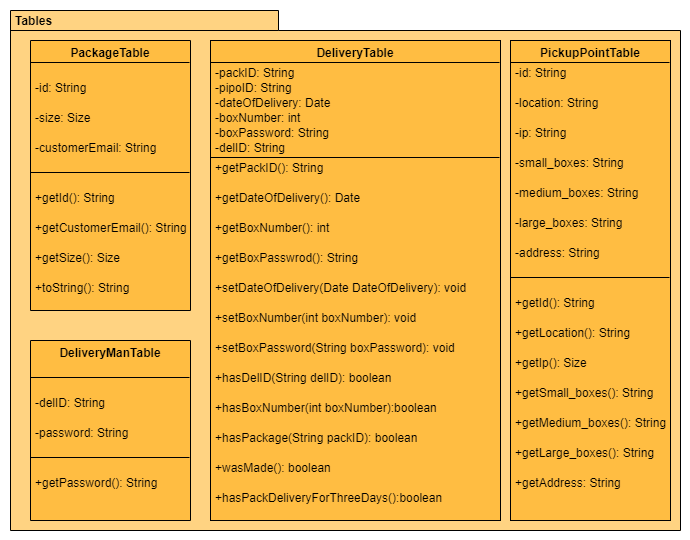 Tables
PackageTable
-id: String
-size: Size
-customerEmail: String
+getId(): String
+getCustomerEmail(): String
+getSize(): Size
+toString(): String
DeliveryManTable
-delID: String
-password: String
+getPassword(): String
DeliveryTable
-packID: String
-pipoID: String
-dateOfDelivery: Date
-boxNumber: int
-boxPassword: String
-delID: String
+getPackID(): String
+getDateOfDelivery(): Date
+getBoxNumber(): int
+getBoxPasswrod(): String
+setDateOfDelivery(Date DateOfDelivery): void
+setBoxNumber(int boxNumber): void
+setBoxPassword(String boxPassword): void
+hasDelID(String delID): boolean
+hasBoxNumber(int boxNumber):boolean
+hasPackage(String packID): boolean
+wasMade(): boolean
+hasPackDeliveryForThreeDays():boolean
PickupPointTable
-id: String
-location: String
-ip: String
-small_boxes: String
-medium_boxes: String
-large_boxes: String
-address: String
+getId(): String
+getLocation(): String
+getIp(): Size
+getSmall_boxes(): String
+getMedium_boxes(): String
+getLarge_boxes(): String
+getAddress: String